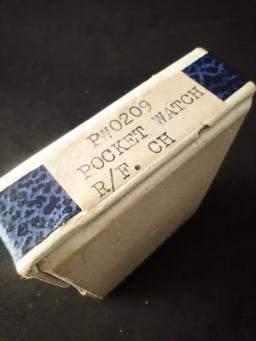 PW0209
POCKET WATCH
R/F. CH